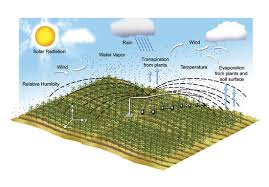 Solar Radiation
Rain
Wind
Water Vapor
Transpiration
from plants
Wind
Temperature
Evaporation
from plants and
soil surface
Relative Humidity